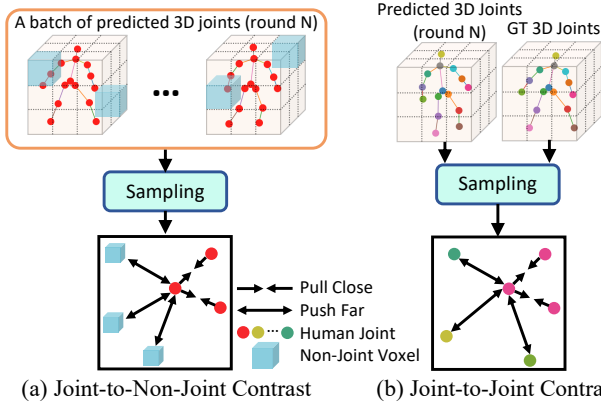 A batch of predicted 3D joints (round N)
...
Sampling
Pull Close
Push Far
... Human Joint
Non-Joint Voxel
(a) Joint-to-Non-Joint Contrast
Predicted 3D Joints
(round N)
GT 3D Joints
Sampling
(b) Joint-to-Joint Contra